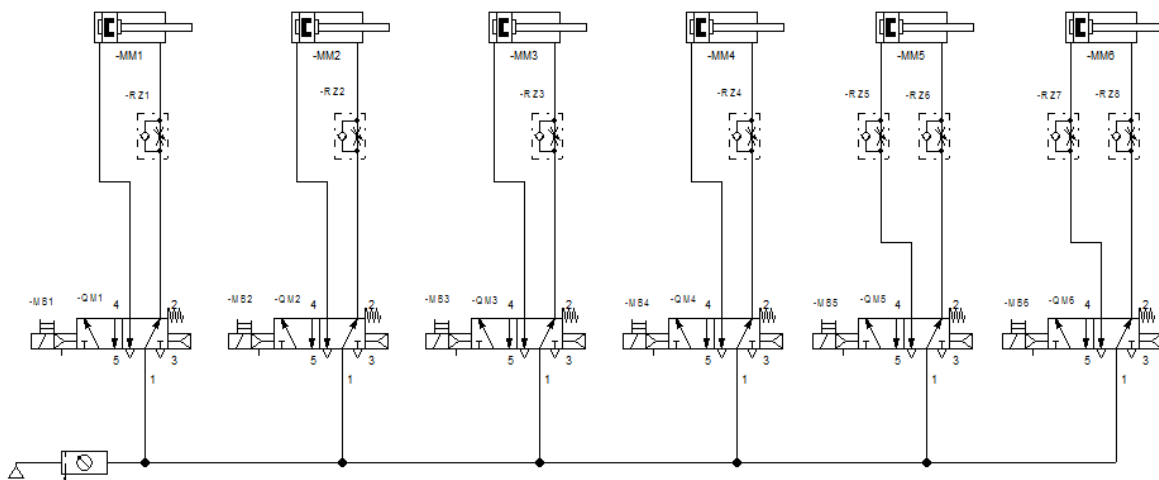 -MM1 -MM2 -MM3 -MM4 -MM5 -MM6
-RZ1 -RZ2 -RZ3 -RZ4 -RZ5 -RZ6 -RZ7 -RZ8
-MB1 -QM1 4 2 -MB2 -QM2 4 2 -MB3 -QM3 4 2 -MB4 -QM4 4 2 -MB5 -QM5 4 2 -MB6 -QM6 4 2
5 3 5 3 5 3 5 3 5 3 5 3
1 1 1 1 1 1